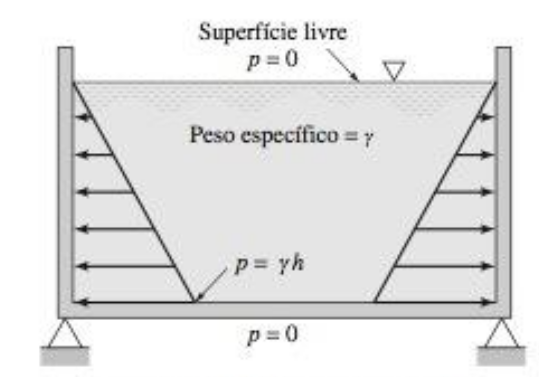 Superfície livre
p = 0
Peso específico = γ
p = γh
p = 0